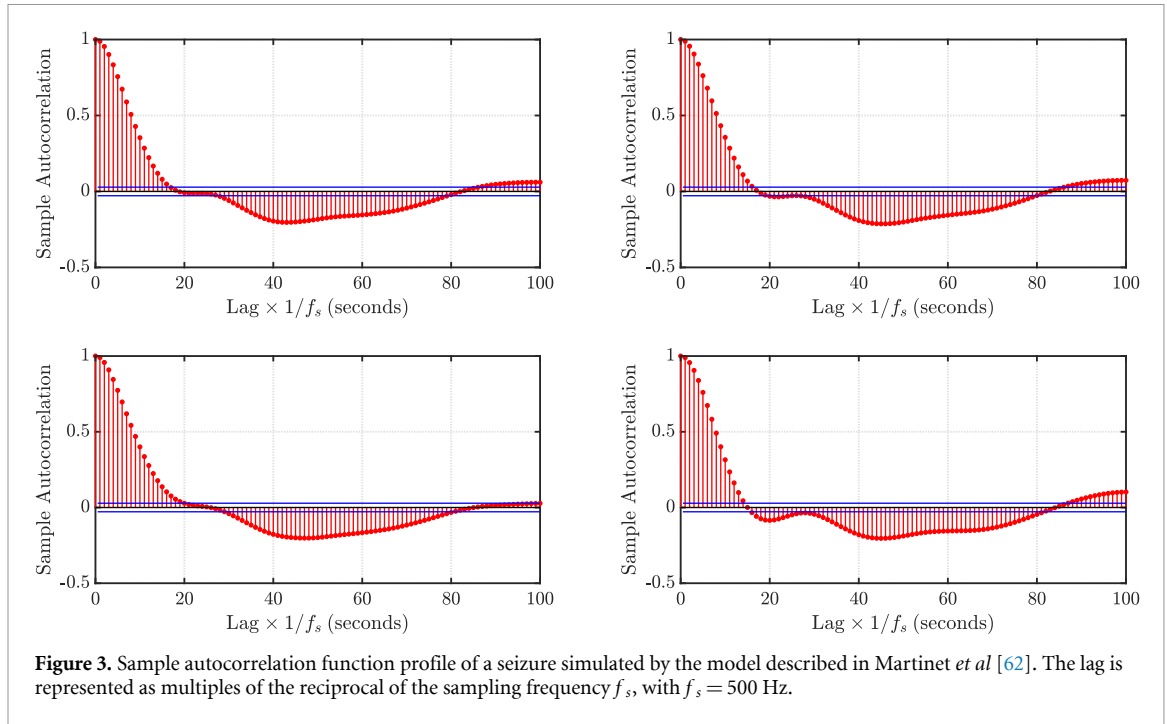 1
0.5
0
-0.5
Sample Autocorrelation
0 20 40 60 80 100
Lag × 1/f_s (seconds)
1
0.5
0
-0.5
Sample Autocorrelation
0 20 40 60 80 100
Lag × 1/f_s (seconds)
1
0.5
0
-0.5
Sample Autocorrelation
0 20 40 60 80 100
Lag × 1/f_s (seconds)
1
0.5
0
-0.5
Sample Autocorrelation
0 20 40 60 80 100
Lag × 1/f_s (seconds)
Figure 3. Sample autocorrelation function profile of a seizure simulated by the model described in Martinet et al [62]. The lag is
represented as multiples of the reciprocal of the sampling frequency f_s, with f_s = 500 Hz.